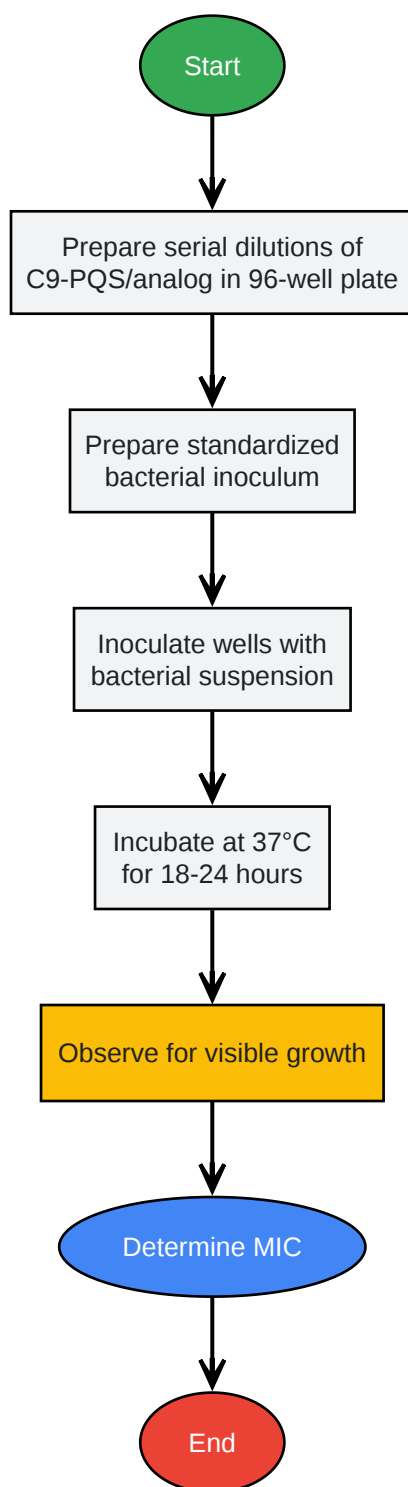 Start
Prepare serial dilutions of
C9-PQS/analog in 96-well plate
Prepare standardized
bacterial inoculum
Inoculate wells with
bacterial suspension
Incubate at 37°C
for 18-24 hours
Observe for visible growth
Determine MIC
End